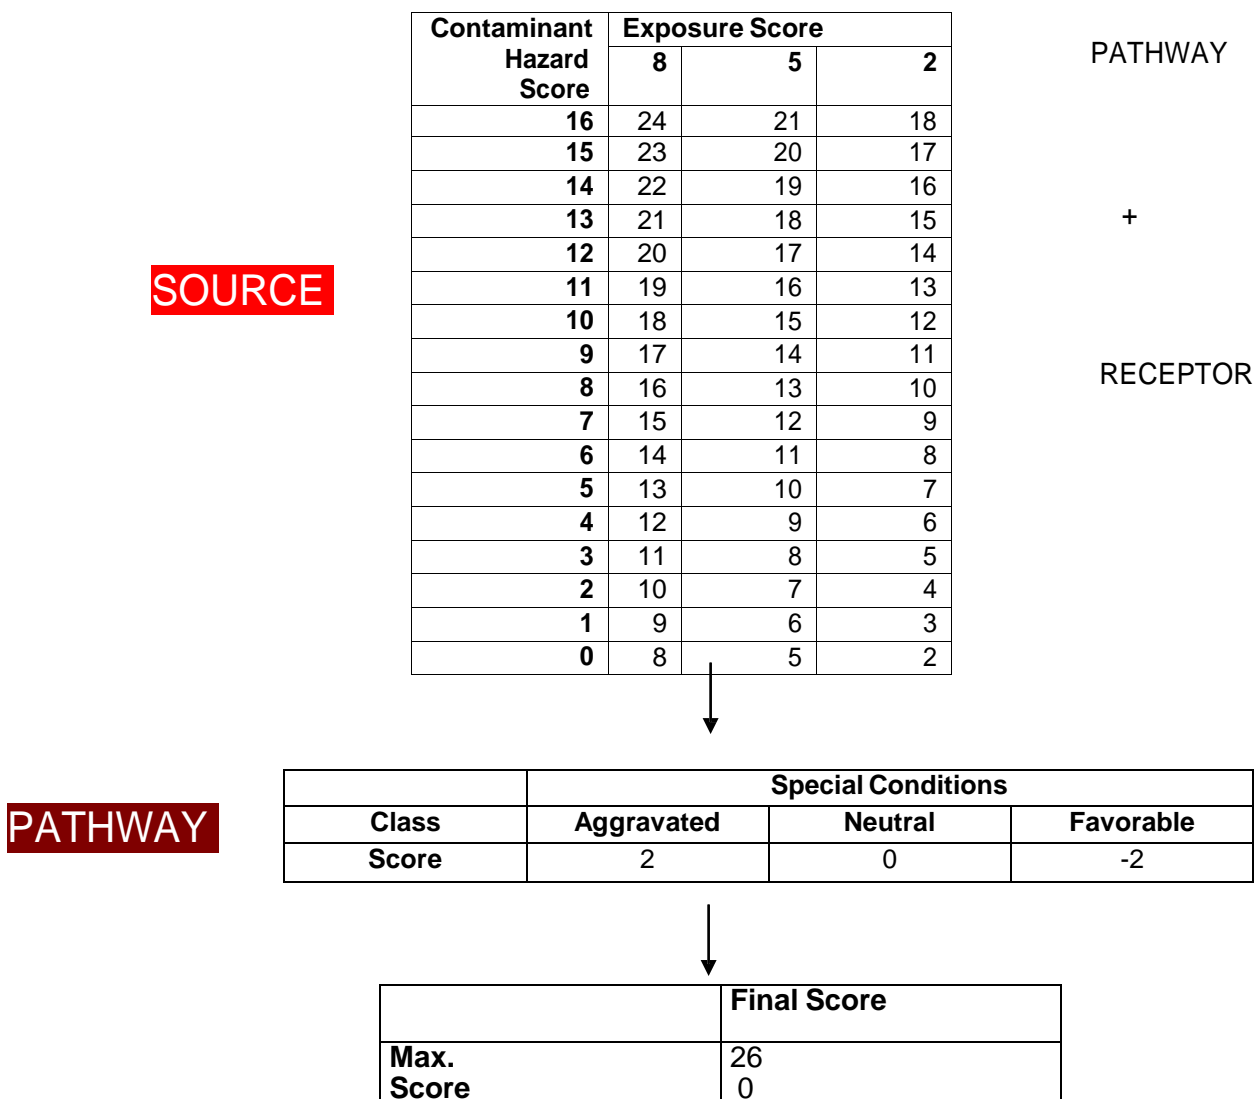 Contaminant Exposure Score
Hazard 8 5 2
Score
PATHWAY
16 24 21 18
15 23 20 17
14 22 19 16
13 21 18 15
+
12 20 17 14
SOURCE
11 19 16 13
10 18 15 12
9 17 14 11
8 16 13 10
RECEPTOR
7 15 12 9
6 14 11 8
5 13 10 7
4 12 9 6
3 11 8 5
2 10 7 4
1 9 6 3
0 8 5 2
Special Conditions
PATHWAY
Class Aggravated Neutral Favorable
Score 2 0 -2
Final Score
Max. 26
Score 0